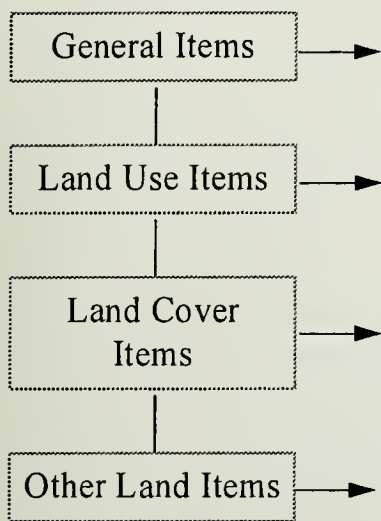 General Items
Land Use Items
Land Cover
Items
Other Land Items